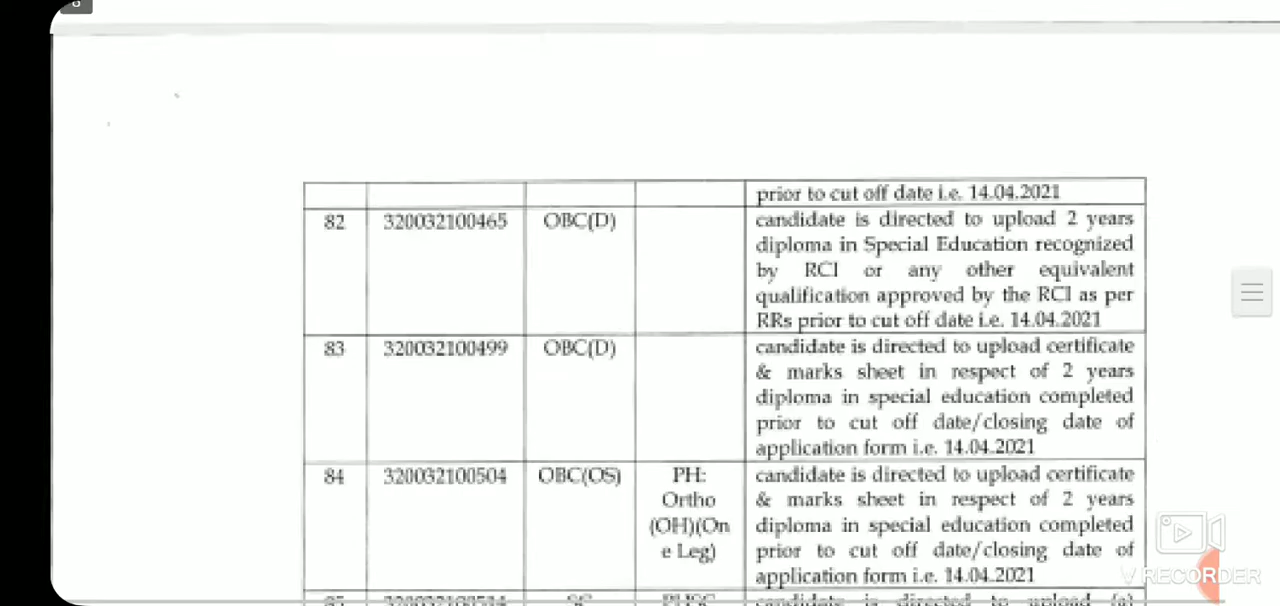 8
prior to cut off date i.e. 14.04.2021
82 320032100465 OBC(D) candidate is directed to upload 2 years
diploma in Special Education recognized
by RCI or any other equivalent
qualification approved by the RCI as per
RRs prior to cut off date i.e. 14.04.2021
83 320032100499 OBC(D) candidate is directed to upload certificate
& marks sheet in respect of 2 years
diploma in special education completed
prior to cut off date/closing date of
application form i.e. 14.04.2021
84 320032100504 OBC(OS) PH: candidate is directed to upload certificate
Ortho & marks sheet in respect of 2 years
(OH)(On diploma in special education completed
e Leg) prior to cut off date/closing date of
application form i.e. 14.04.2021
candidate is directed to upload (a)
V RECORDER